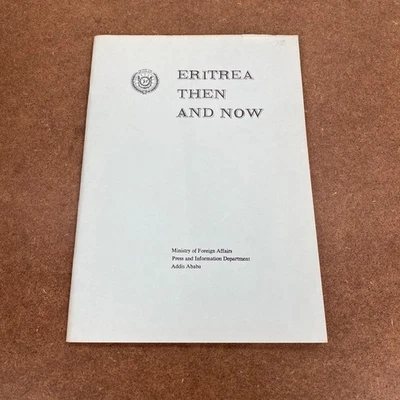 ERITREA
THEN
AND NOW
Ministry of Foreign Affairs
Press and Information Department
Addis Ababa